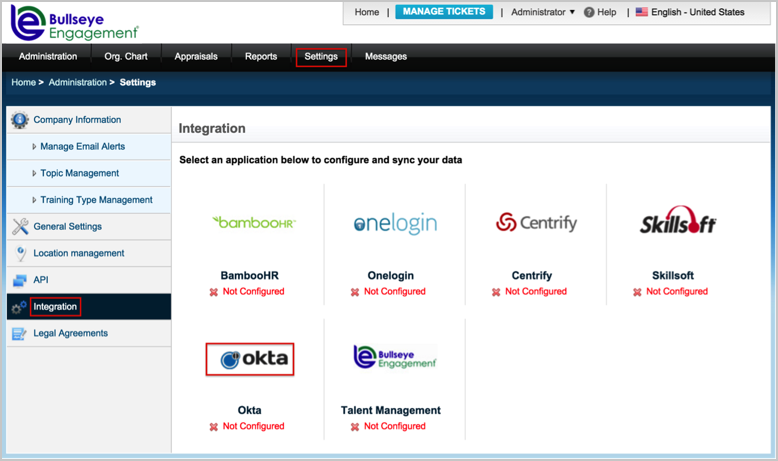 Bullseye
Engagement
Home | MANAGE TICKETS | Administrator ▼ Help | English - United States
Administration Org. Chart Appraisals Reports Settings Messages
Home > Administration > Settings
Company Information
Manage Email Alerts
Topic Management
Training Type Management
General Settings
Location management
API
Integration
Legal Agreements
Integration
Select an application below to configure and sync your data
bambooHR onelogin Centrify Skillsoft
BambooHR Onelogin Centrify Skillsoft
Not Configured Not Configured Not Configured Not Configured
okta Bullseye
Engagement
Okta Talent Management
Not Configured Not Configured